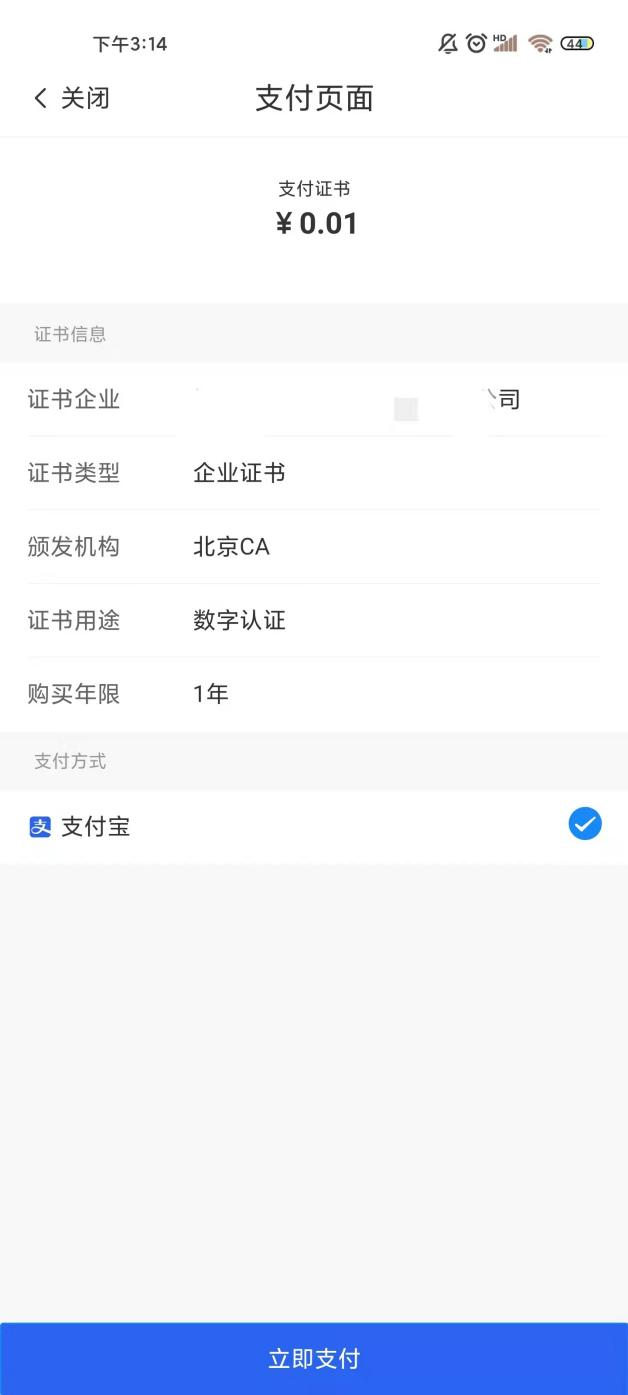 下午3:14
HD
44
关闭
支付页面
支付证书
¥ 0.01
证书信息
证书企业 司
证书类型 企业证书
颁发机构 北京CA
证书用途 数字认证
购买年限 1年
支付方式
支 支付宝
立即支付